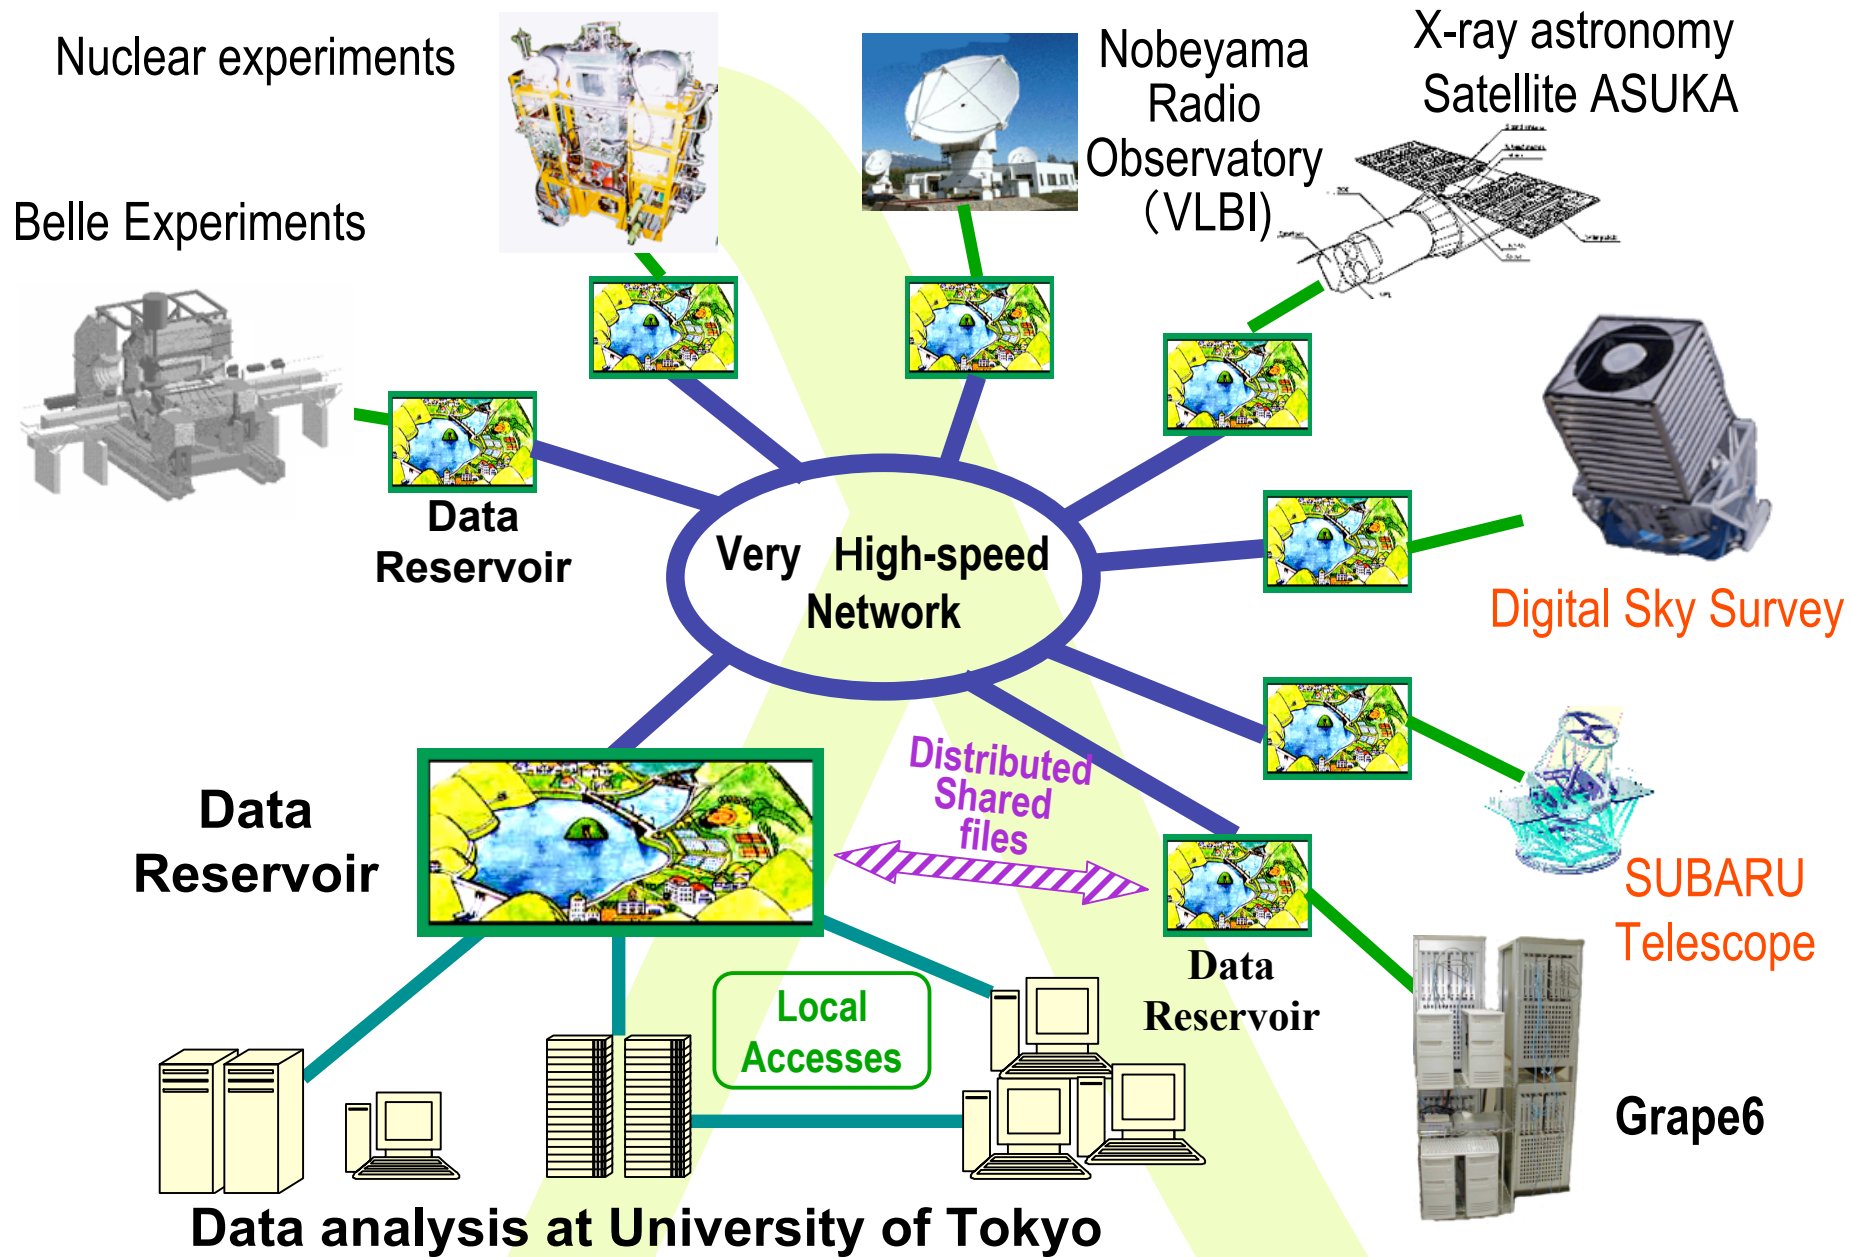 Nuclear experiments
Nobeyama
Radio
Observatory
（VLBI)
X-ray astronomy
Satellite ASUKA
Belle Experiments
Data
Reservoir
Very High-speed
Network
Digital Sky Survey
Distributed
Shared
files
Data
Reservoir
SUBARU
Telescope
Data
Reservoir
Local
Accesses
Grape6
Data analysis at University of Tokyo